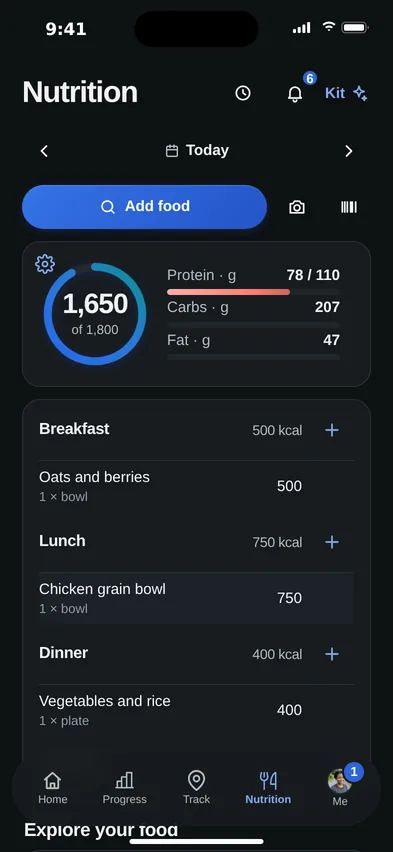 9:41
Nutrition
6
Kit
Today
Add food
1,650
of 1,800
Protein · g 78 / 110
Carbs · g 207
Fat · g 47
Breakfast 500 kcal
Oats and berries 500
1 × bowl
Lunch 750 kcal
Chicken grain bowl 750
1 × bowl
Dinner 400 kcal
Vegetables and rice 400
1 × plate
1
Home Progress Track Nutrition Me
Explore your food